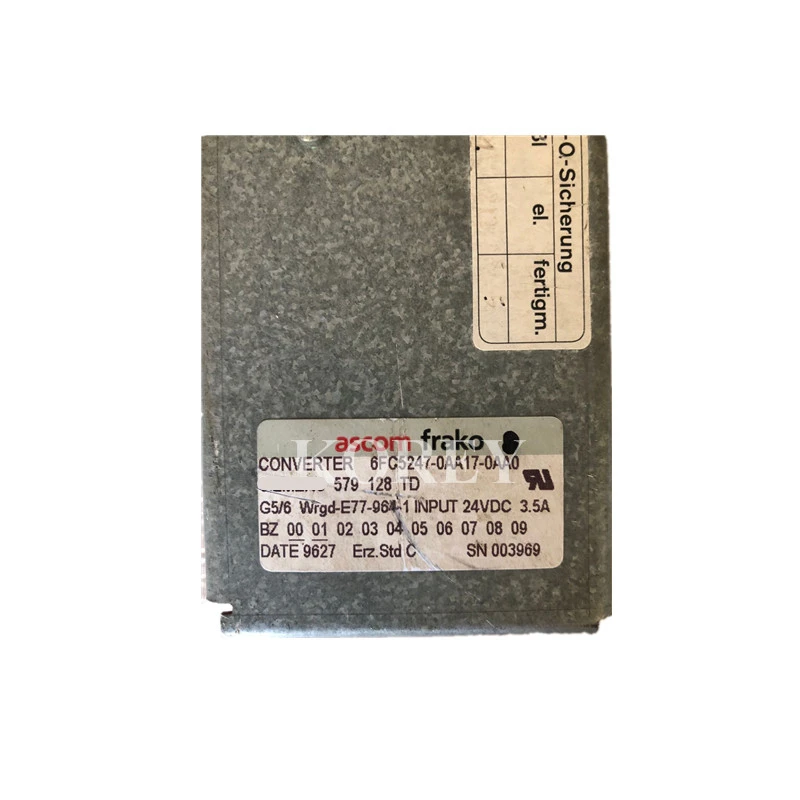 -Q.-Sicherung
el.
fertigm.
ascom frako
KOREY
CONVERTER 6FC5247-0AA17-0AA0
579 128 TD
G5/6 Wrgd-E77-964-1 INPUT 24VDC 3.5A
BZ 00 01 02 03 04 05 06 07 08 09
DATE 9627 Erz.Std C SN 003969